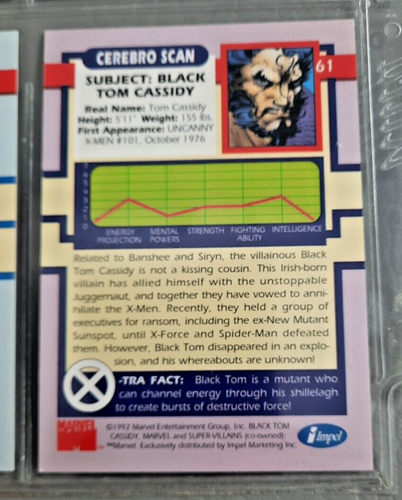 CEREBRO SCAN
SUBJECT: BLACK
TOM CASSIDY
61
Real Name: Tom Cassidy
Height: 5'11" Weight: 155 lbs.
First Appearance: UNCANNY
X-MEN #101, October 1976
ENERGY PROJECTION
MENTAL POWERS
STRENGTH
FIGHTING ABILITY
INTELLIGENCE
Related to Banshee and Siryn, the villainous Black
Tom Cassidy is not a kissing cousin. This Irish-born
villain has allied himself with the unstoppable
Juggernaut, and together they have vowed to anni-
hilate the X-Men. Recently, they held a group of
executives for ransom, including the ex-New Mutant
Sunspot, until X-Force and Spider-Man defeated
them. However, Black Tom disappeared in an explo-
sion, and his whereabouts are unknown!
X
-TRA FACT: Black Tom is a mutant who
can channel energy through his shillelagh
to create bursts of destructive force!
MARVEL
©1992 Marvel Entertainment Group, Inc. BLACK TOM
CASSIDY, MARVEL and SUPER-VILLAINS (co-owned):
™Marvel. Exclusively distributed by Impel Marketing Inc.
Impel